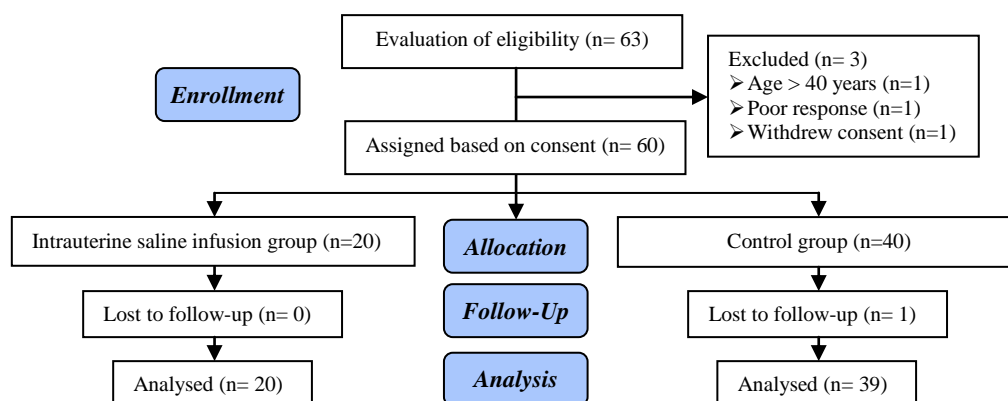 Evaluation of eligibility (n= 63)
Excluded (n= 3)
➢Age > 40 years (n=1)
➢Poor response (n=1)
➢Withdrew consent (n=1)
Enrollment
Assigned based on consent (n= 60)
Intrauterine saline infusion group (n=20)
Allocation
Control group (n=40)
Lost to follow-up (n= 0)
Follow-Up
Lost to follow-up (n= 1)
Analysed (n= 20)
Analysis
Analysed (n= 39)